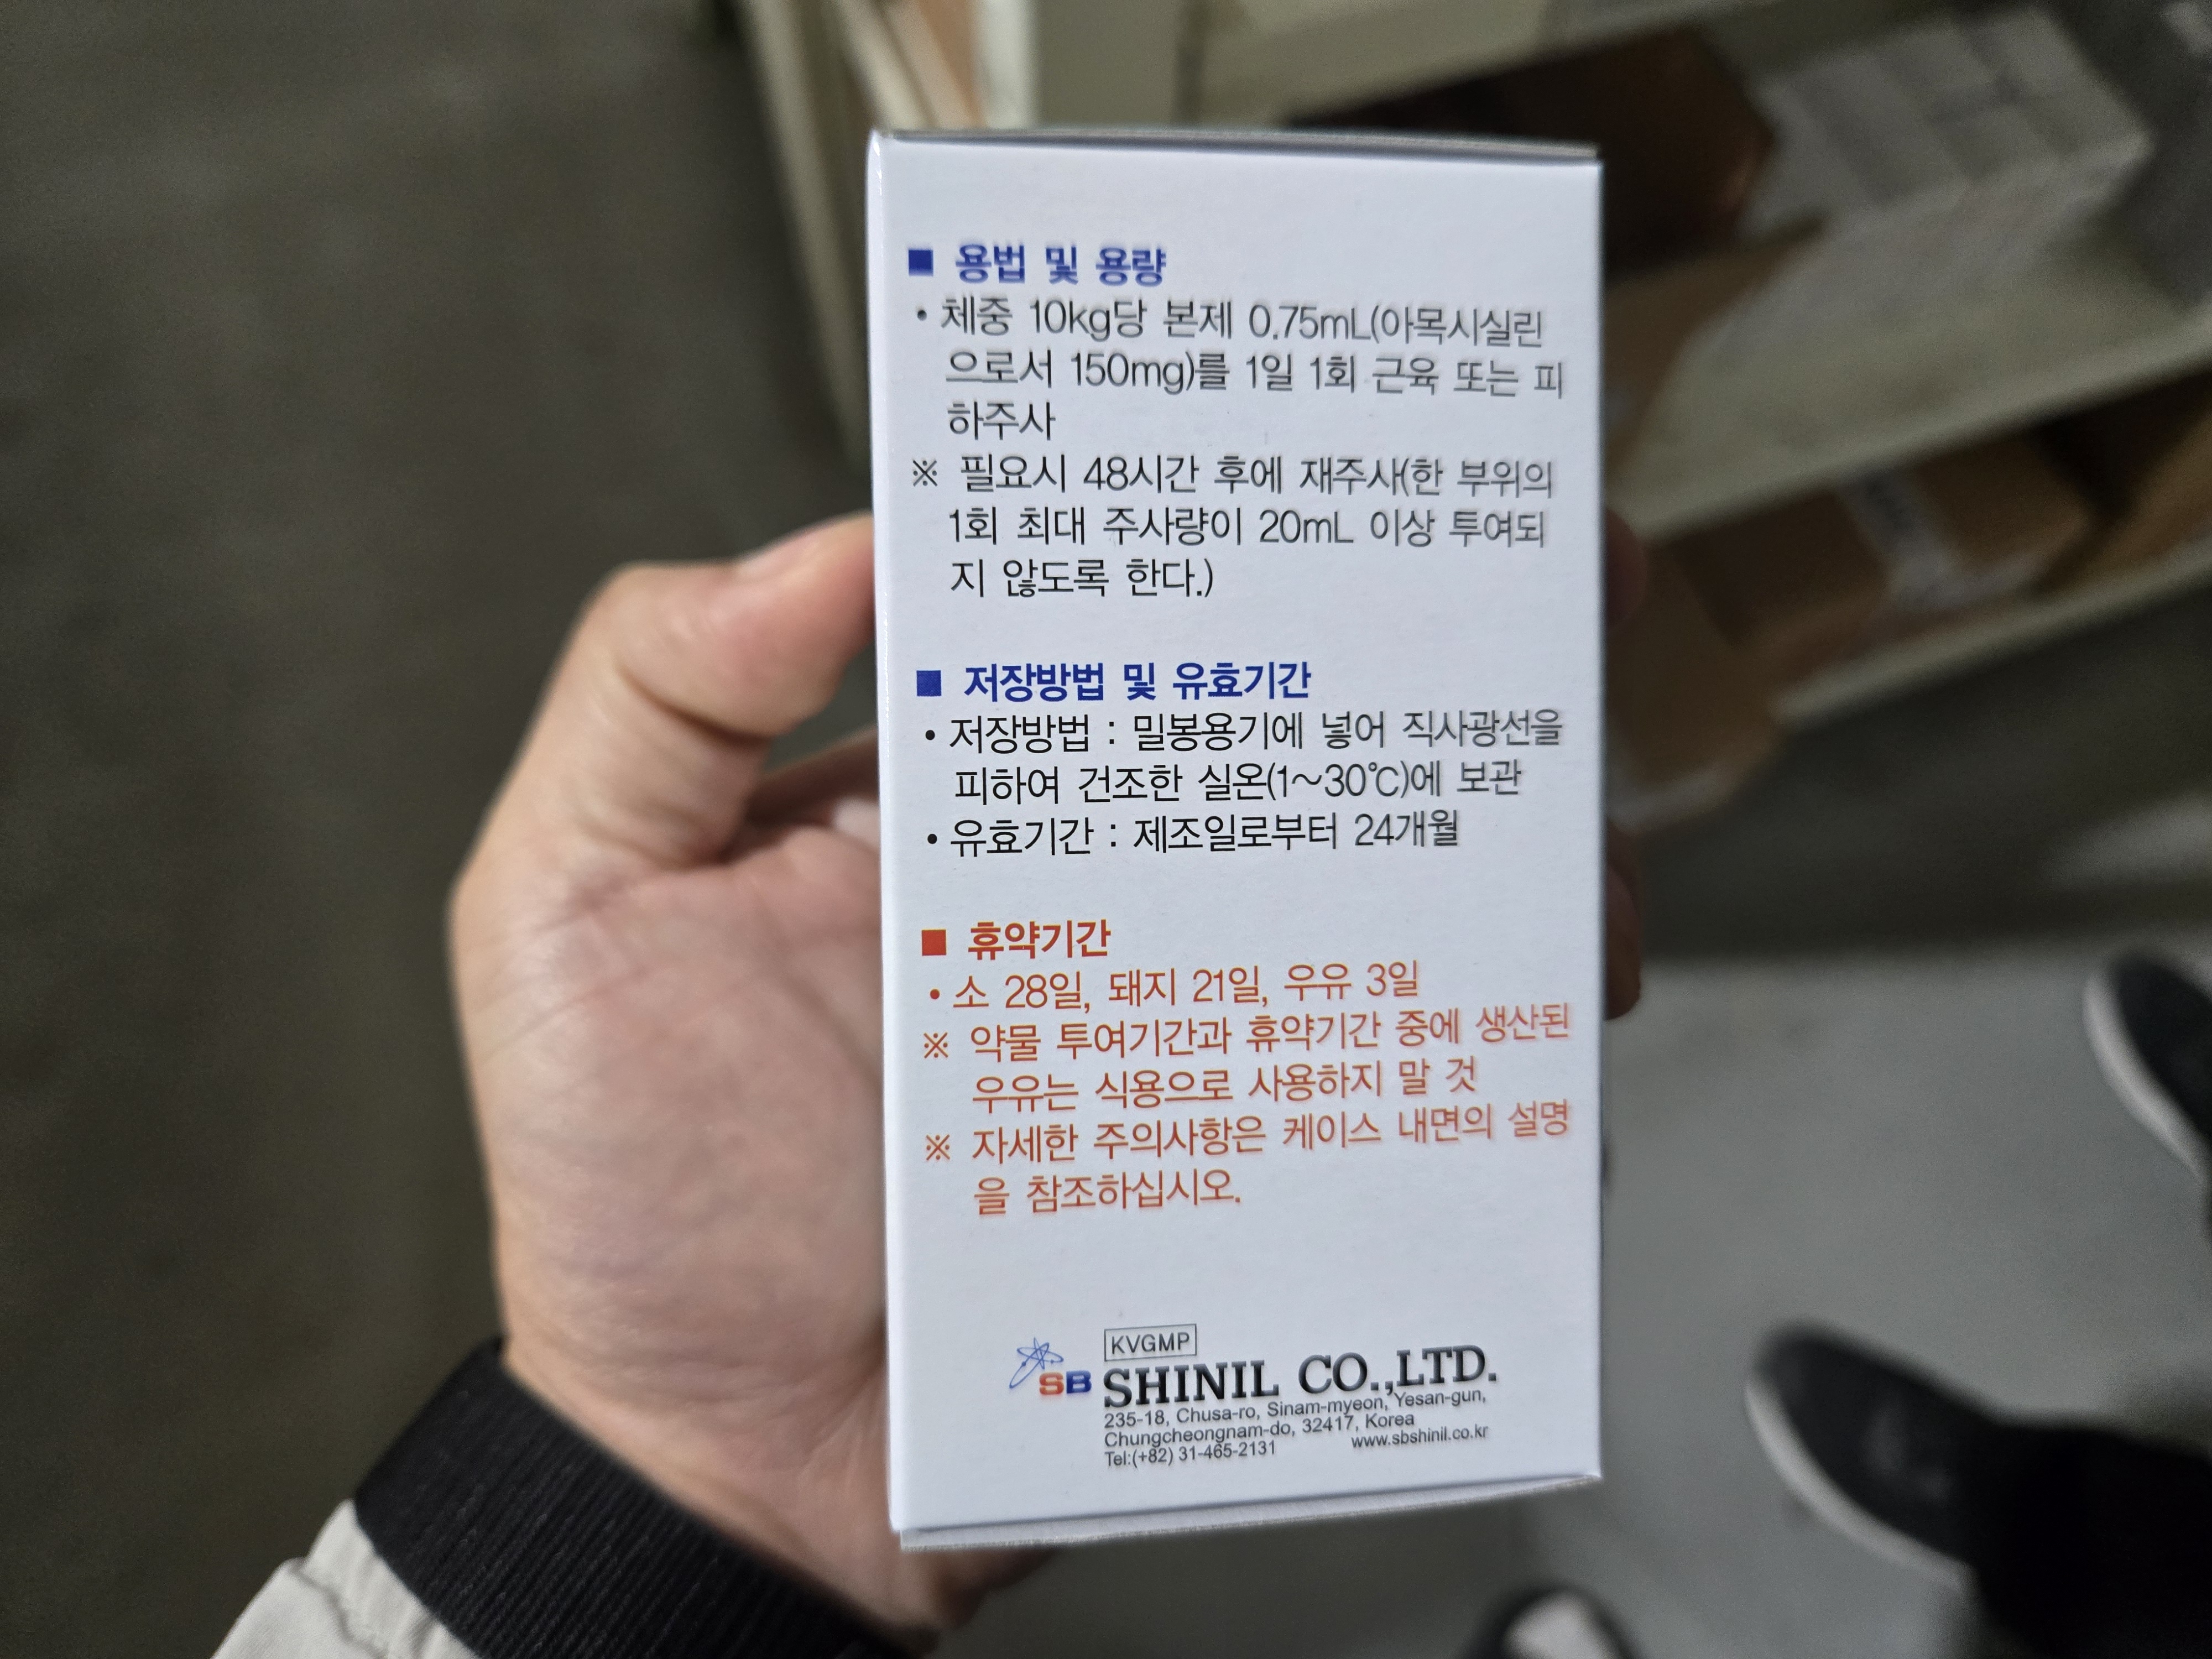 ■ 용법 및 용량
• 체중 10kg당 본제 0.75mL(아목시실린
으로서 150mg)를 1일 1회 근육 또는 피
하주사
※ 필요시 48시간 후에 재주사(한 부위의
1회 최대 주사량이 20mL 이상 투여되
지 않도록 한다.)
■ 저장방법 및 유효기간
• 저장방법 : 밀봉용기에 넣어 직사광선을
피하여 건조한 실온(1~30℃)에 보관
• 유효기간 : 제조일로부터 24개월
■ 휴약기간
• 소 28일, 돼지 21일, 우유 3일
※ 약물 투여기간과 휴약기간 중에 생산된
우유는 식용으로 사용하지 말 것
※ 자세한 주의사항은 케이스 내면의 설명
을 참조하십시오.
KVGMP
SB SHINIL CO.,LTD.
235-18, Chusa-ro, Sinam-myeon, Yesan-gun,
Chungcheongnam-do, 32417, Korea
Tel:(+82) 31-465-2131 www.sbshinil.co.kr